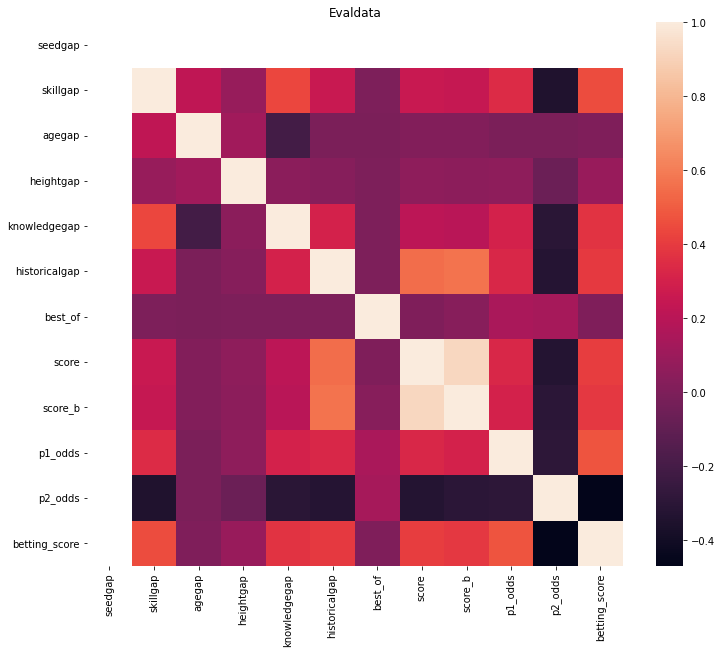 Evaldata
seedgap
skillgap
agegap
heightgap
knowledgegap
historicalgap
best_of
score
score_b
p1_odds
p2_odds
betting_score
seedgap
skillgap
agegap
heightgap
knowledgegap
historicalgap
best_of
score
score_b
p1_odds
p2_odds
betting_score
1.0
0.8
0.6
0.4
0.2
0.0
−0.2
−0.4